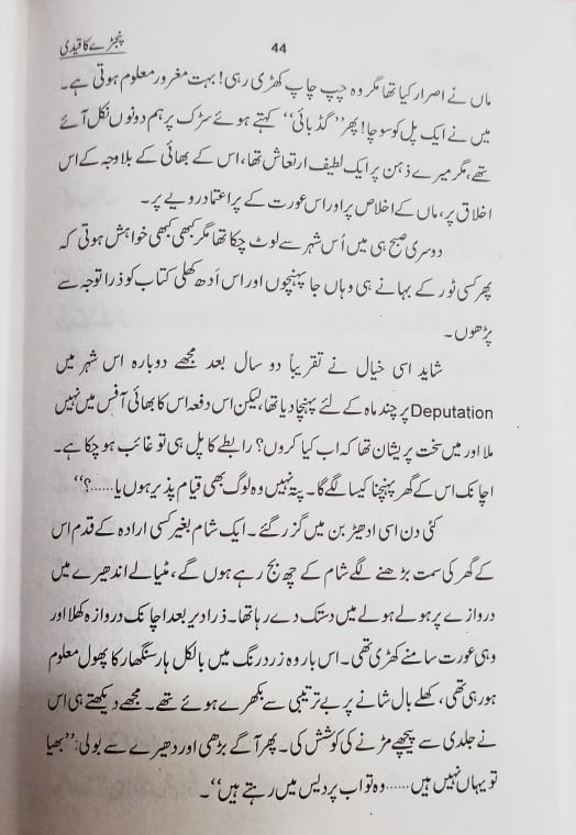 44
پنجڑے کا قیدی
ماں نے اصرار کیا تھا مگر وہ چپ چاپ کھڑی رہی! بہت مغرور معلوم ہوتی ہے۔
میں نے ایک پل کو سوچا! پھر ”گڈ بائی“ کہتے ہوئے سڑک پر ہم دونوں نکل آئے
تھے، مگر میرے ذہن پر ایک لطیف ارتعاش تھا، اس کے بھائی کے بلاوجہ کے اس
اخلاق پر، ماں کے اخلاص پر اور اس عورت کے پر اعتماد رویے پر۔
دوسری صبح ہی میں اُس شہر سے لوٹ چکا تھا مگر کبھی کبھی خواہش ہوتی کہ
پھر کسی ٹور کے بہانے ہی وہاں جا پہنچوں اور اس اَدھ کھلی کتاب کو ذرا توجہ سے
پڑھوں۔
شاید اسی خیال نے تقریباً دو سال بعد مجھے دوبارہ اس شہر میں
Deputation پر چند ماہ کے لئے پہنچا دیا تھا، لیکن اس دفعہ اس کا بھائی آفس میں نہیں
ملا اور میں سخت پریشان تھا کہ اب کیا کروں؟ رابطے کا پل ہی تو غائب ہو چکا ہے۔
اچانک اس کے گھر پہنچنا کیسا لگے گا۔ پتہ نہیں وہ لوگ بھی قیام پذیر ہوں یا......؟“
کئی دن اسی ادھیڑ بن میں گزر گئے۔ ایک شام بغیر کسی ارادہ کے قدم اس
کے گھر کی سمت بڑھنے لگے شام کے چھ بج رہے ہوں گے، مٹیالے اندھیرے میں
دروازے پر ہولے ہولے میں دستک دے رہا تھا۔ ذرا دیر بعد اچانک دروازہ کھلا اور
وہی عورت سامنے کھڑی تھی۔ اس بار وہ زرد رنگ میں بالکل ہارسنگھار کا پھول معلوم
ہو رہی تھی، کھلے بال شانے پر بے ترتیبی سے بکھرے ہوئے تھے۔ مجھے دیکھتے ہی اس
نے جلدی سے پیچھے مڑنے کی کوشش کی۔ پھر آگے بڑھی اور دھیرے سے بولی: ”بھیا
تو یہاں نہیں ہیں......وہ تو اب پردیس میں رہتے ہیں“۔